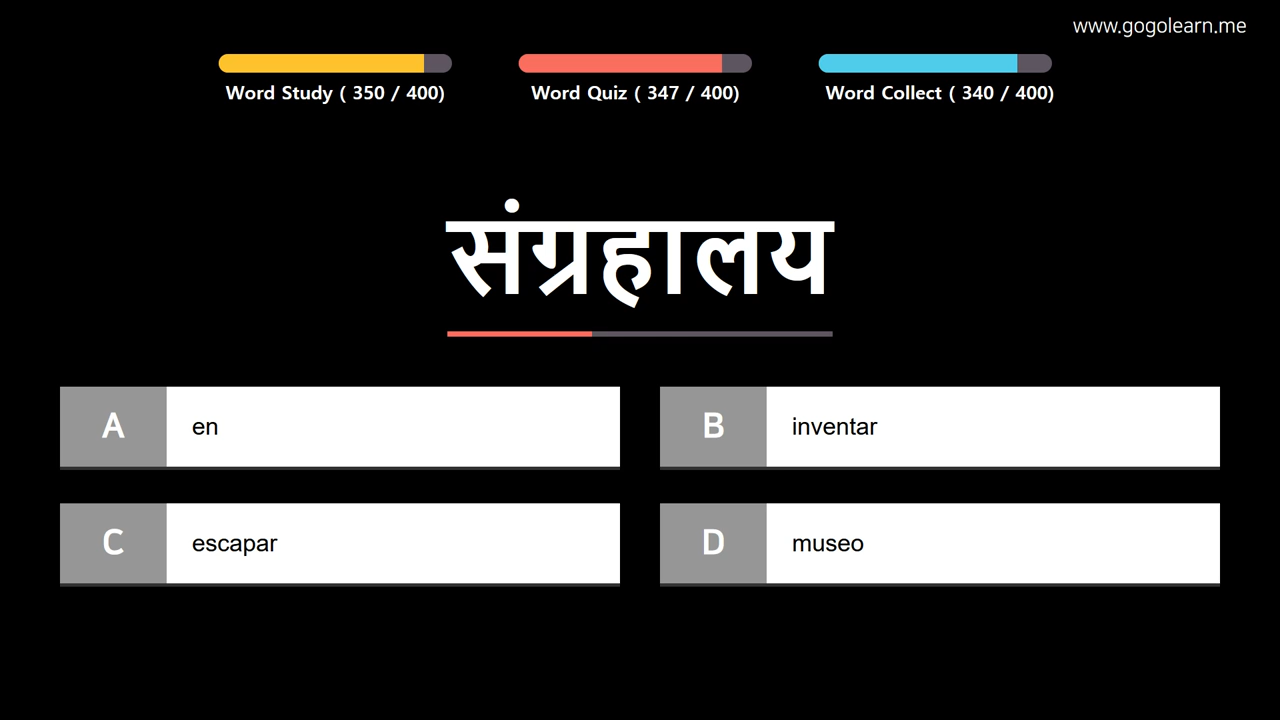 www.gogolearn.me
Word Study ( 350 / 400)
Word Quiz ( 347 / 400)
Word Collect ( 340 / 400)
संग्रहालय
A en
B inventar
C escapar
D museo